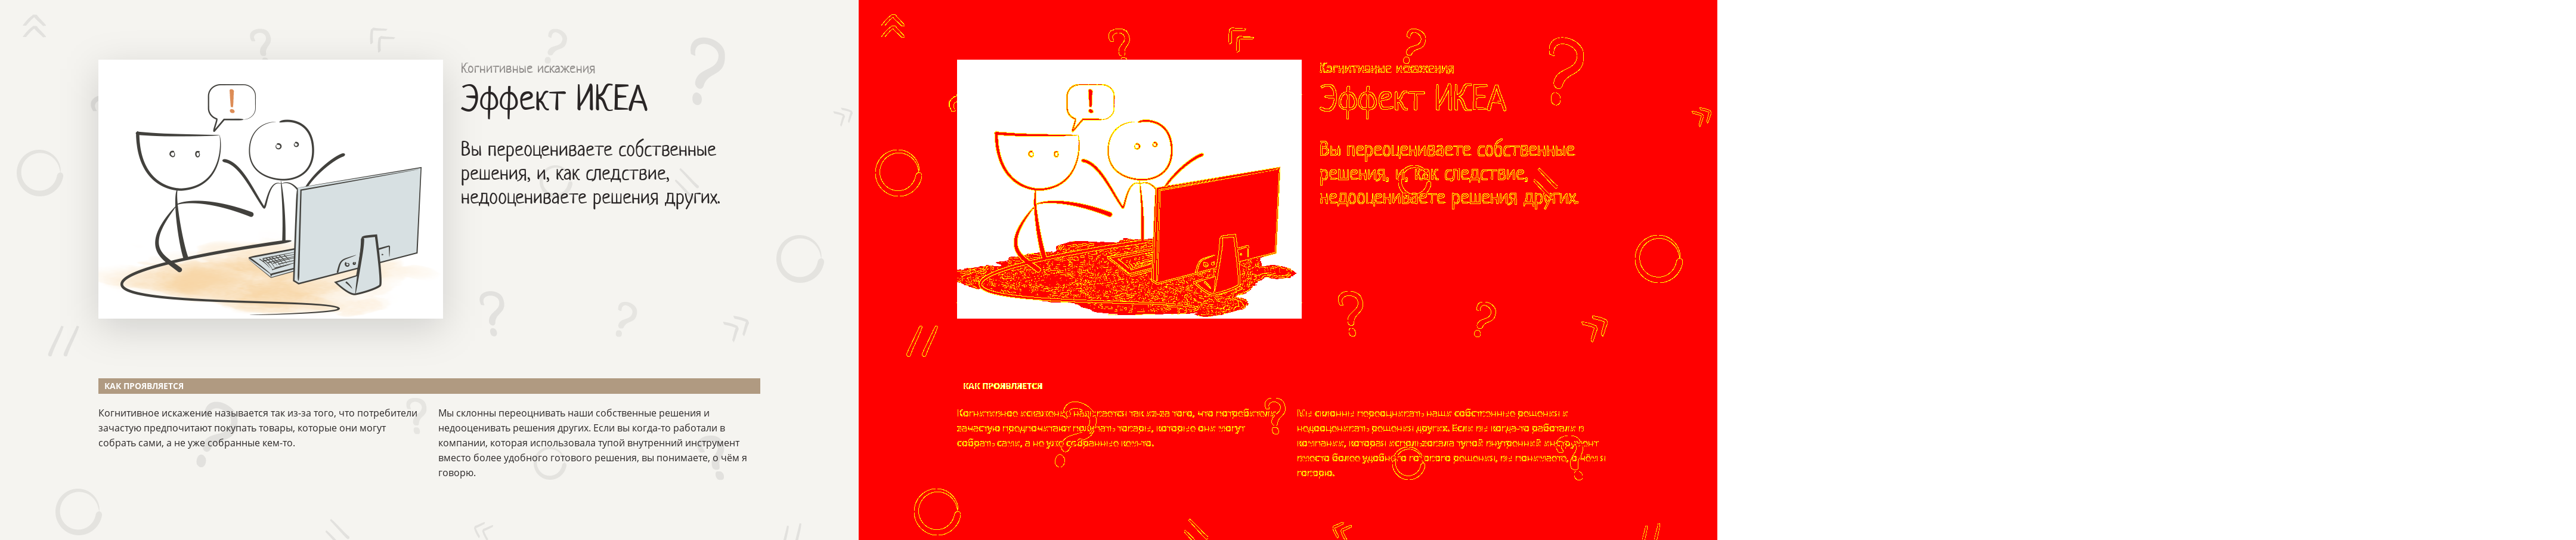 !
Когнитивные искажения
Эффект ИКЕА
Вы переоцениваете собственные
решения, и, как следствие,
недооцениваете решения других.
КАК ПРОЯВЛЯЕТСЯ
Когнитивное искажение называется так из-за того, что потребители
зачастую предпочитают покупать товары, которые они могут
собрать сами, а не уже собранные кем-то.
Мы склонны переоцнивать наши собственные решения и
недооценивать решения других. Если вы когда-то работали в
компании, которая использовала тупой внутренний инструмент
вместо более удобного готового решения, вы понимаете, о чём я
говорю.
!
Когнитивные искажения
Эффект ИКЕА
Вы переоцениваете собственные
решения, и, как следствие,
недооцениваете решения других.
КАК ПРОЯВЛЯЕТСЯ
Когнитивное искажение называется так из-за того, что потребители
зачастую предпочитают покупать товары, которые они могут
собрать сами, а не уже собранные кем-то.
Мы склонны переоцнивать наши собственные решения и
недооценивать решения других. Если вы когда-то работали в
компании, которая использовала тупой внутренний инструмент
вместо более удобного готового решения, вы понимаете, о чём я
говорю.